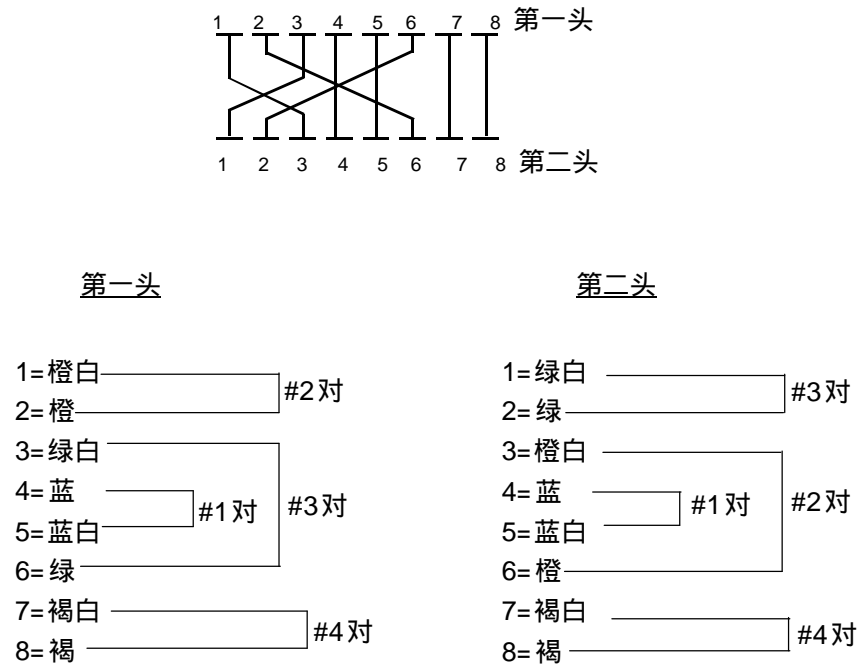 1 2 3 4 5 6 7 8 第一头
1 2 3 4 5 6 7 8 第二头
第一头
1=橙白
2=橙
#2对
3=绿白
4=蓝
5=蓝白
6=绿
#1对
#3对
7=褐白
8=褐
#4对
第二头
1=绿白
2=绿
#3对
3=橙白
4=蓝
5=蓝白
6=橙
#1对
#2对
7=褐白
8=褐
#4对